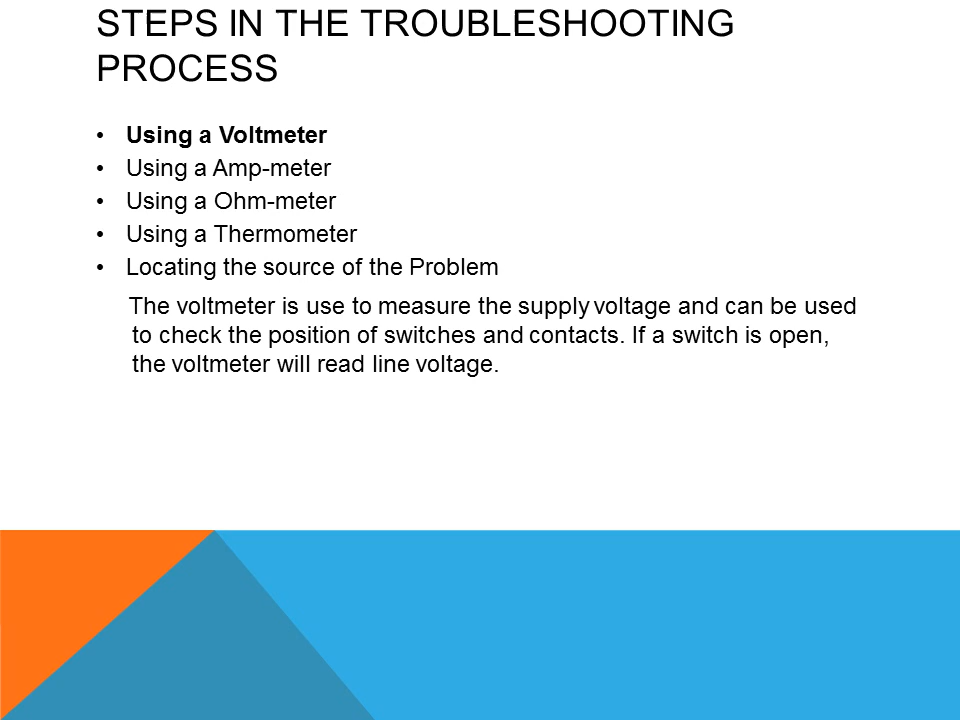 STEPS IN THE TROUBLESHOOTING
PROCESS
• Using a Voltmeter
• Using a Amp-meter
• Using a Ohm-meter
• Using a Thermometer
• Locating the source of the Problem
The voltmeter is use to measure the supply voltage and can be used
to check the position of switches and contacts. If a switch is open,
the voltmeter will read line voltage.